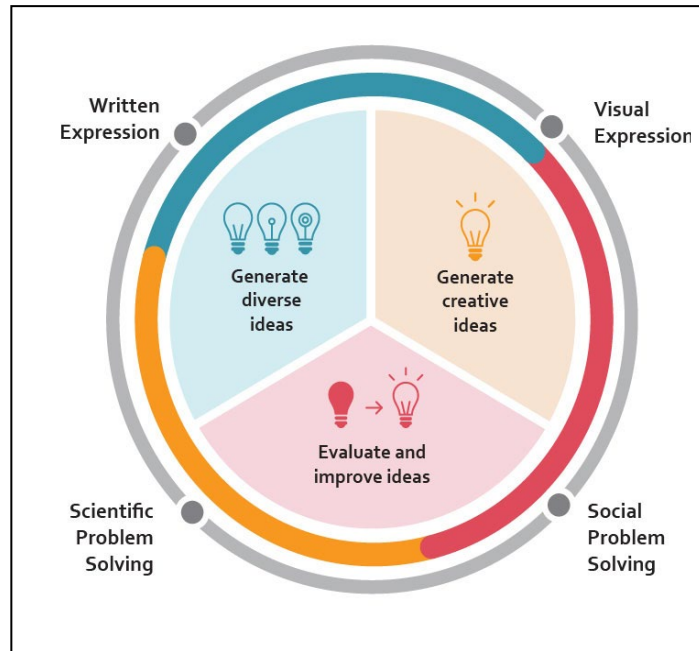 Written
Expression
Visual
Expression
Generate
diverse
ideas
Generate
creative
ideas
Evaluate and
improve ideas
Scientific
Problem
Solving
Social
Problem
Solving